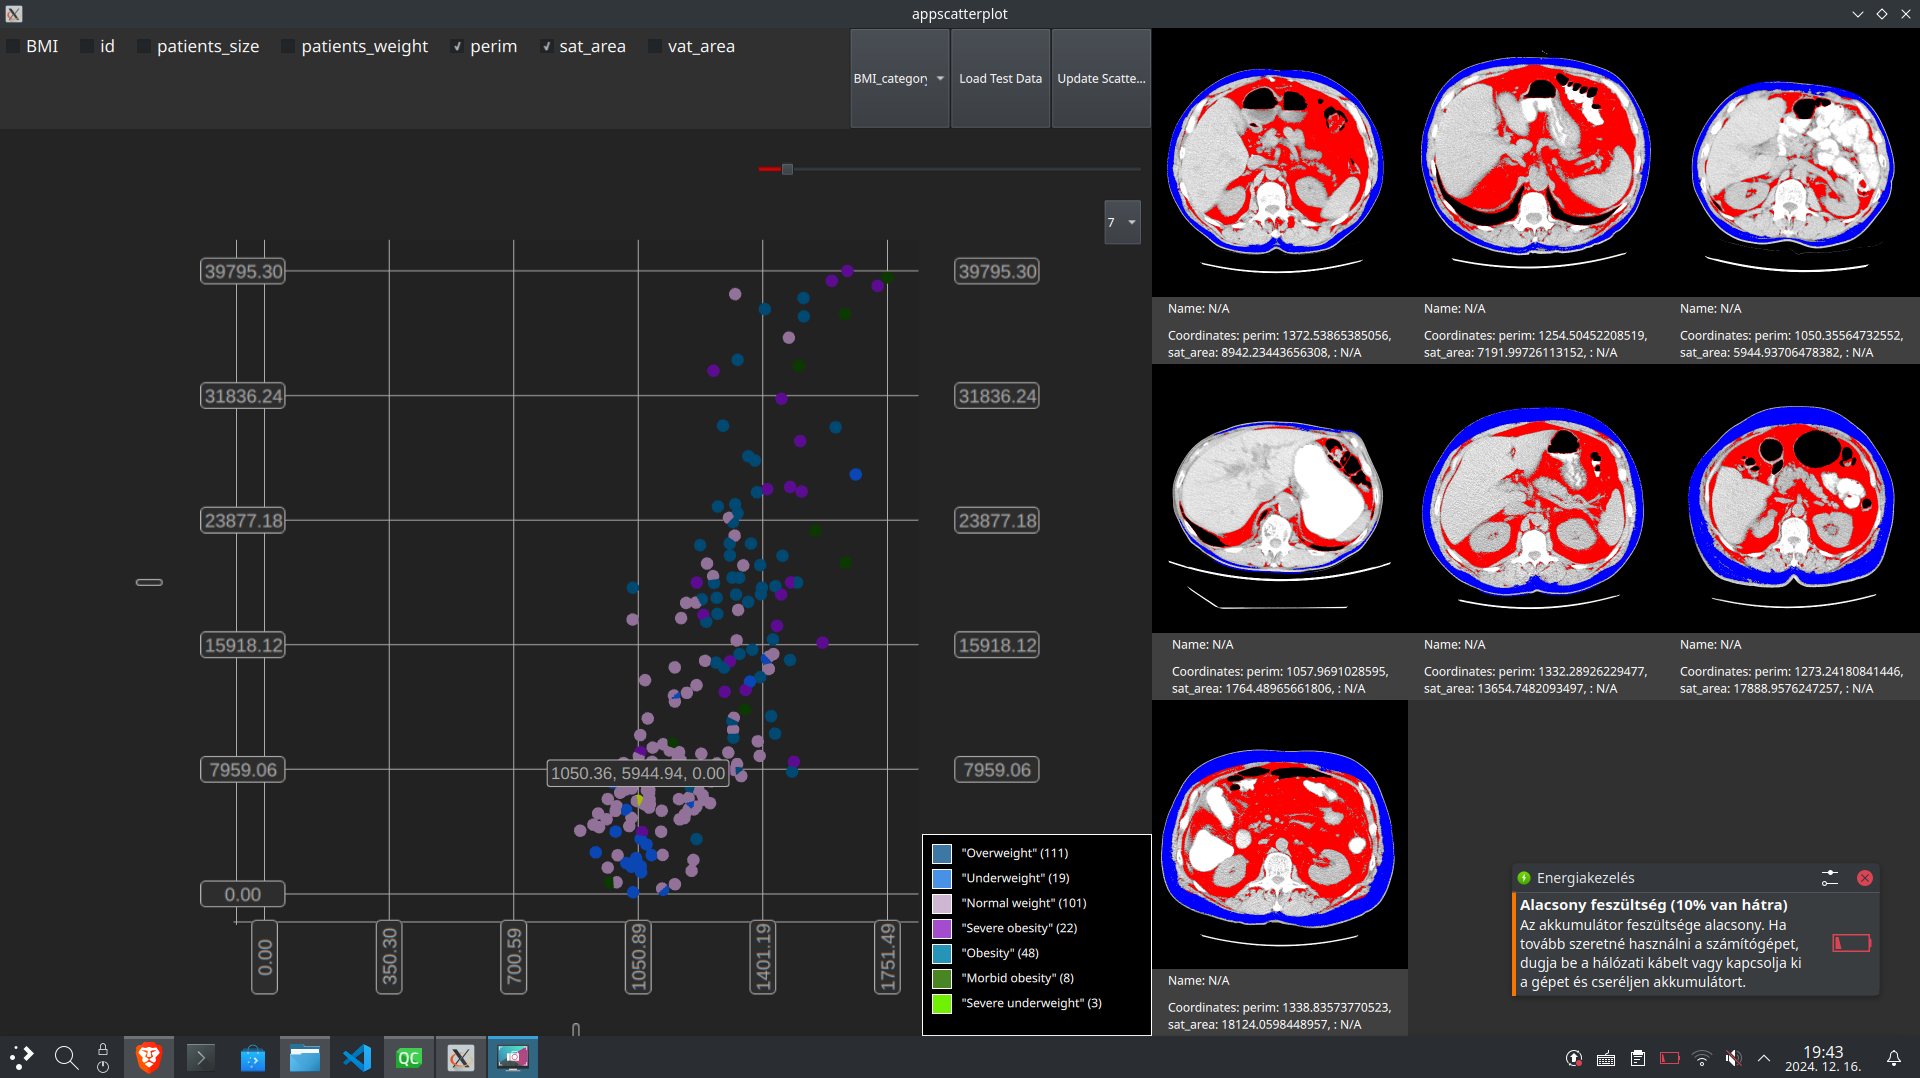 appscatterplot
BMI
id
patients_size
patients_weight
perim
sat_area
vat_area
BMI_category
Load Test Data
Update Scatte...
7
39795.30
39795.30
31836.24
31836.24
23877.18
23877.18
15918.12
15918.12
7959.06
7959.06
1050.36, 5944.94, 0.00
0.00
0.00
350.30
700.59
1050.89
1401.19
1751.49
"Overweight" (111)
"Underweight" (19)
"Normal weight" (101)
"Severe obesity" (22)
"Obesity" (48)
"Morbid obesity" (8)
"Severe underweight" (3)
Name: N/A
Coordinates: perim: 1372.53865385056,
sat_area: 8942.23443656308, : N/A
Name: N/A
Coordinates: perim: 1254.50452208519,
sat_area: 7191.99726113152, : N/A
Name: N/A
Coordinates: perim: 1050.35564732552,
sat_area: 5944.93706478382, : N/A
Name: N/A
Coordinates: perim: 1057.9691028595,
sat_area: 1764.48965661806, : N/A
Name: N/A
Coordinates: perim: 1332.28926229477,
sat_area: 13654.7482093497, : N/A
Name: N/A
Coordinates: perim: 1273.24180841446,
sat_area: 17888.9576247257, : N/A
Name: N/A
Coordinates: perim: 1338.83573770523,
sat_area: 18124.0598448957, : N/A
Energiakezelés
Alacsony feszültség (10% van hátra)
Az akkumulátor feszültsége alacsony. Ha
tovább szeretné használni a számítógépet,
dugja be a hálózati kábelt vagy kapcsolja ki
a gépet és cseréljen akkumulátort.
QC
19:43
2024. 12. 16.